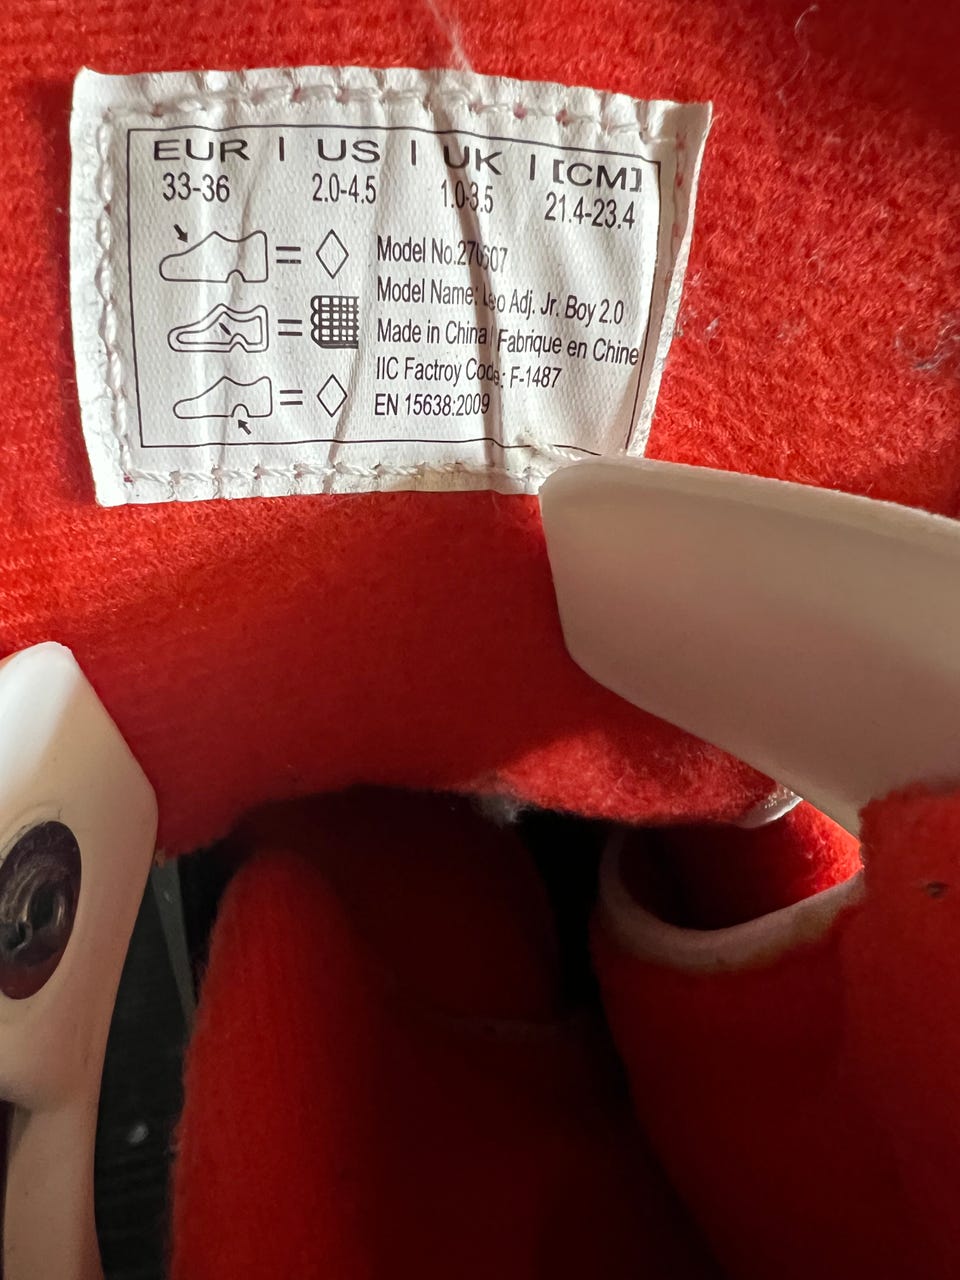 EUR | US | UK | [CM]
33-36 2.0-4.5 1.0-3.5 21.4-23.4
Model No.
Model Name: Leo Adj. Jr. Boy 2.0
Made in China | Fabrique en Chine
IIC Factroy Code: F-1487
EN 15638:2009